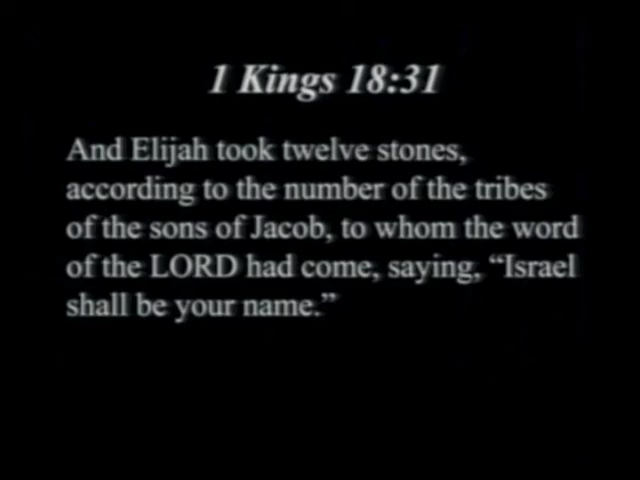 1 Kings 18:31
And Elijah took twelve stones,
according to the number of the tribes
of the sons of Jacob, to whom the word
of the LORD had come, saying, “Israel
shall be your name.”